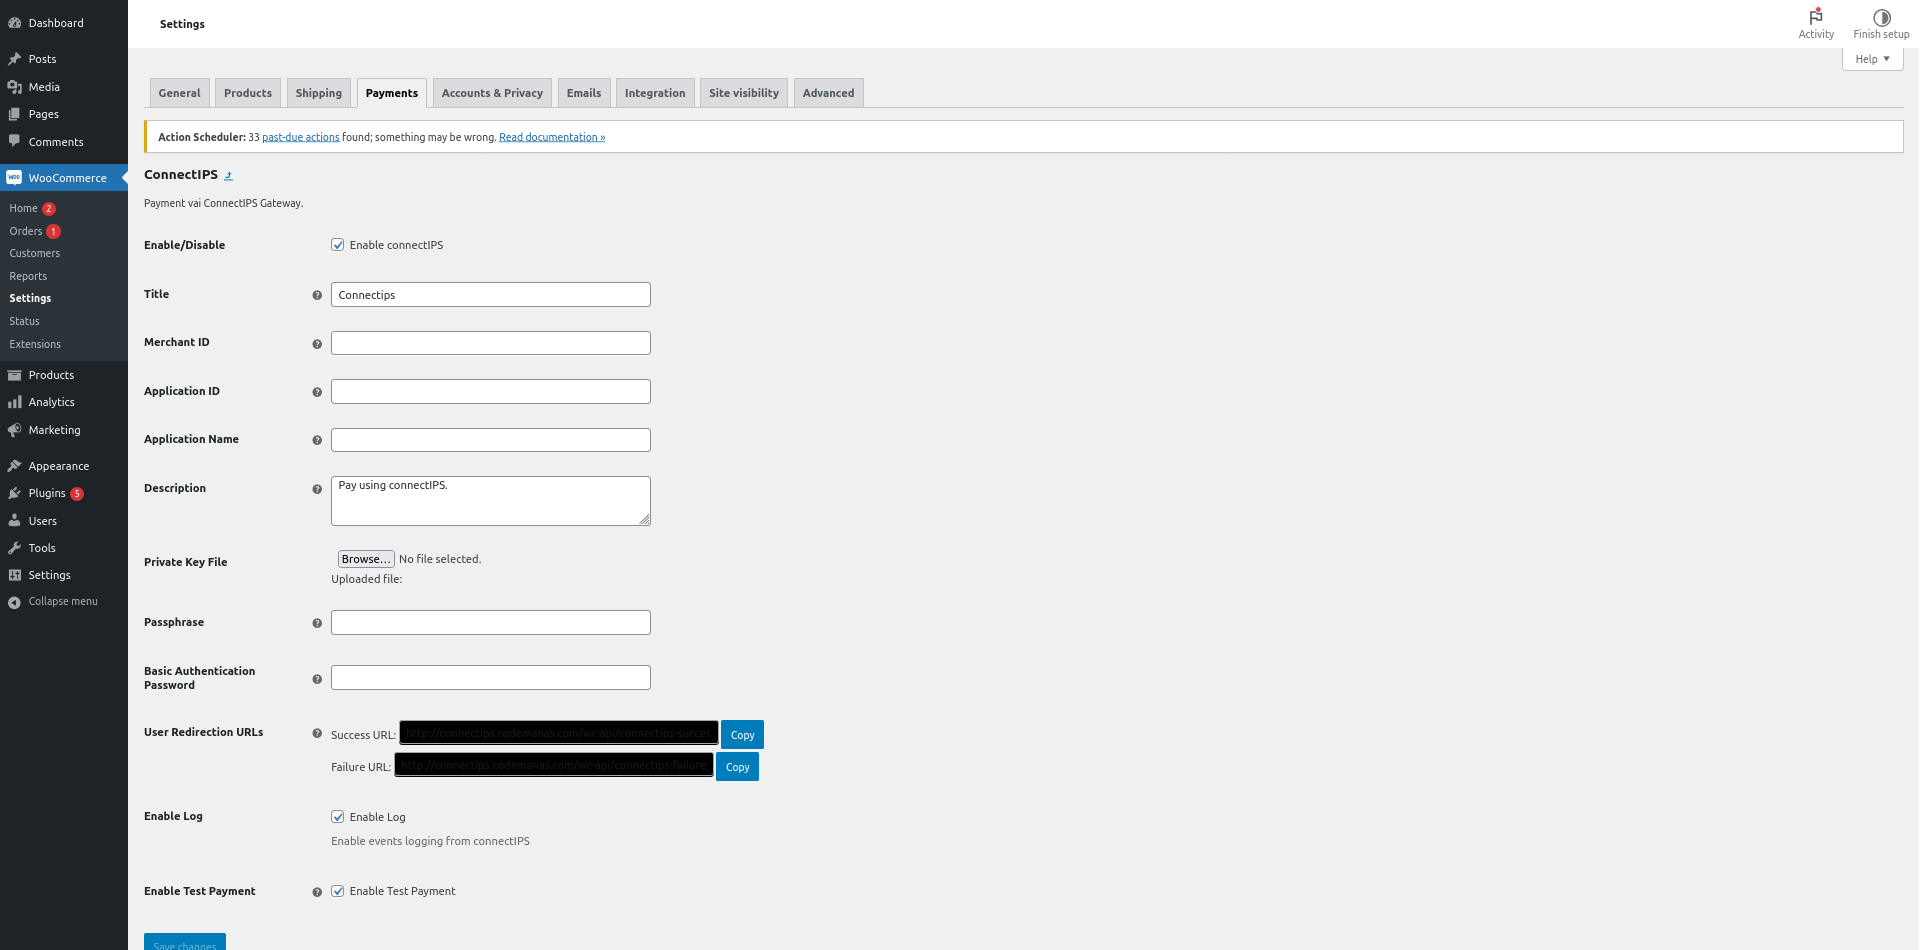 Dashboard
Posts
Media
Pages
Comments
WooCommerce
Home 2
Orders 1
Customers
Reports
Settings
Status
Extensions
Products
Analytics
Marketing
Appearance
Plugins 5
Users
Tools
Settings
Collapse menu
Settings
Activity
Finish setup
Help
General
Products
Shipping
Payments
Accounts & Privacy
Emails
Integration
Site visibility
Advanced
Action Scheduler: 33 past-due actions found; something may be wrong. Read documentation »
ConnectIPS
Payment vai ConnectIPS Gateway.
Enable/Disable
Enable connectIPS
Title
Connectips
Merchant ID
Application ID
Application Name
Description
Pay using connectIPS.
Private Key File
Browse... No file selected.
Uploaded file:
Passphrase
Basic Authentication
Password
User Redirection URLs
Success URL: http://connectips.codemanas.com/wc-api/connectips-succes Copy
Failure URL: http://connectips.codemanas.com/wc-api/connectips-failure Copy
Enable Log
Enable Log
Enable events logging from connectIPS
Enable Test Payment
Enable Test Payment
Save changes